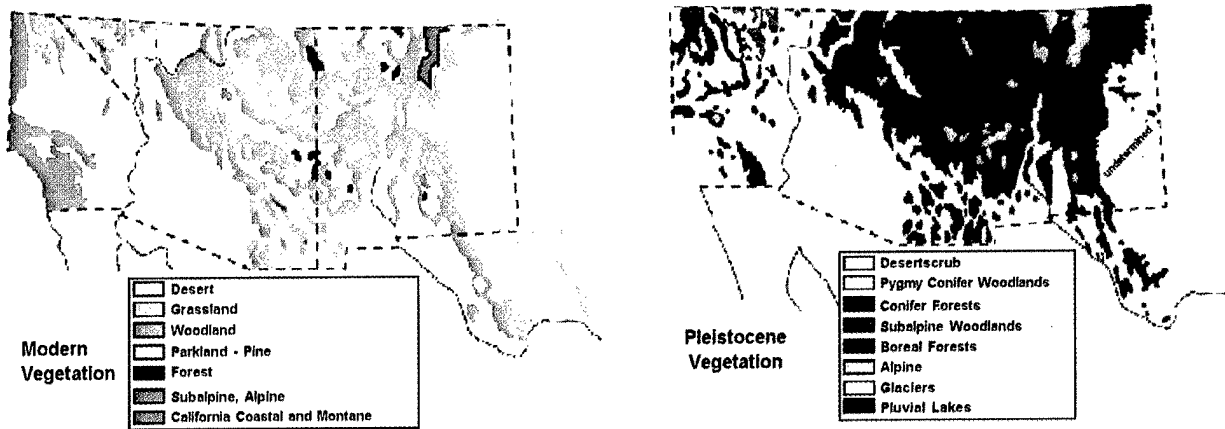 Modern
Vegetation
Desert
Grassland
Woodland
Parkland - Pine
Forest
Subalpine, Alpine
California Coastal and Montane
undetermined
Pleistocene
Vegetation
Desertscrub
Pygmy Conifer Woodlands
Conifer Forests
Subalpine Woodlands
Boreal Forests
Alpine
Glaciers
Pluvial Lakes